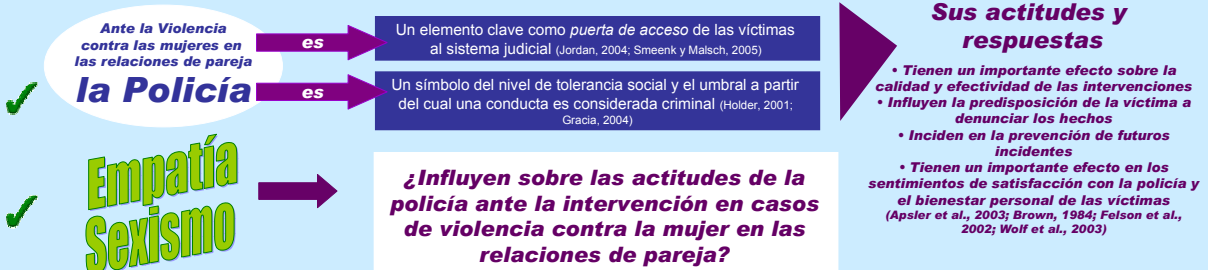 Ante la Violencia
contra las mujeres en
las relaciones de pareja
la Policía
es
Un elemento clave como puerta de acceso de las víctimas
al sistema judicial (Jordan, 2004; Smeenk y Malsch, 2005)
es
Un símbolo del nivel de tolerancia social y el umbral a partir
del cual una conducta es considerada criminal (Holder, 2001;
Gracia, 2004)
Sus actitudes y
respuestas
• Tienen un importante efecto sobre la
calidad y efectividad de las intervenciones
• Influyen la predisposición de la víctima a
denunciar los hechos
• Inciden en la prevención de futuros
incidentes
• Tienen un importante efecto en los
sentimientos de satisfacción con la policía y
el bienestar personal de las víctimas
(Apsler et al., 2003; Brown, 1984; Felson et al.,
2002; Wolf et al., 2003)
Empatía
Sexismo
¿Influyen sobre las actitudes de la
policía ante la intervención en casos
de violencia contra la mujer en las
relaciones de pareja?